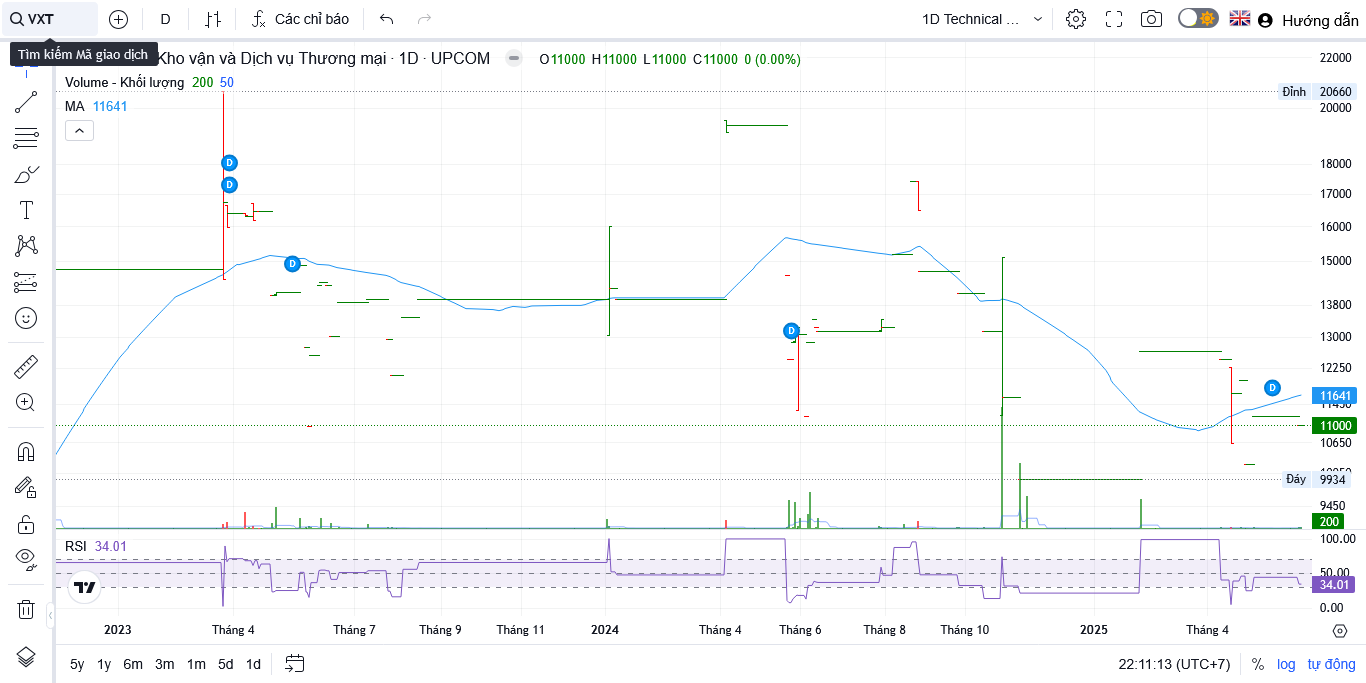 VXT
D
Các chỉ báo
1D Technical ...
Hướng dẫn
Tìm kiếm Mã giao dịch
Kho vận và Dịch vụ Thương mại · 1D · UPCOM
O11000 H11000 L11000 C11000 0 (0.00%)
Volume - Khối lượng 200 50
MA 11641
22000
Đỉnh 20660
20000
18000
17000
16000
15000
13800
13000
12250
11641
11000
10650
Đáy 9934
9450
200
D
D
D
D
D
RSI 34.01
100.00
50.00
34.01
0.00
2023 Tháng 4 Tháng 7 Tháng 9 Tháng 11 2024 Tháng 4 Tháng 6 Tháng 8 Tháng 10 2025 Tháng 4
5y 1y 6m 3m 1m 5d 1d
22:11:13 (UTC+7) % log tự động